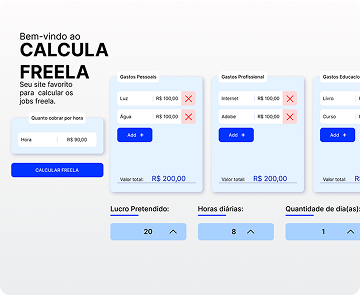 Bem-vindo ao
CALCULA
FREELA
Seu site favorito
para calcular os
jobs freela.
Quanto cobrar por hora
Hora R$ 90,00
CALCULAR FREELA
Gastos Pessoais
Luz R$ 100,00
Água R$ 100,00
Add +
Valor total: R$ 200,00
Gastos Profissional
Internet R$ 100,00
Adobe R$ 100,00
Add +
Valor total: R$ 200,00
Gastos Educacio
Livro R$
Curso R$
Add +
Valor total: R$
Lucro Pretendido:
20
Horas diárias:
8
Quantidade de dia(as):
1